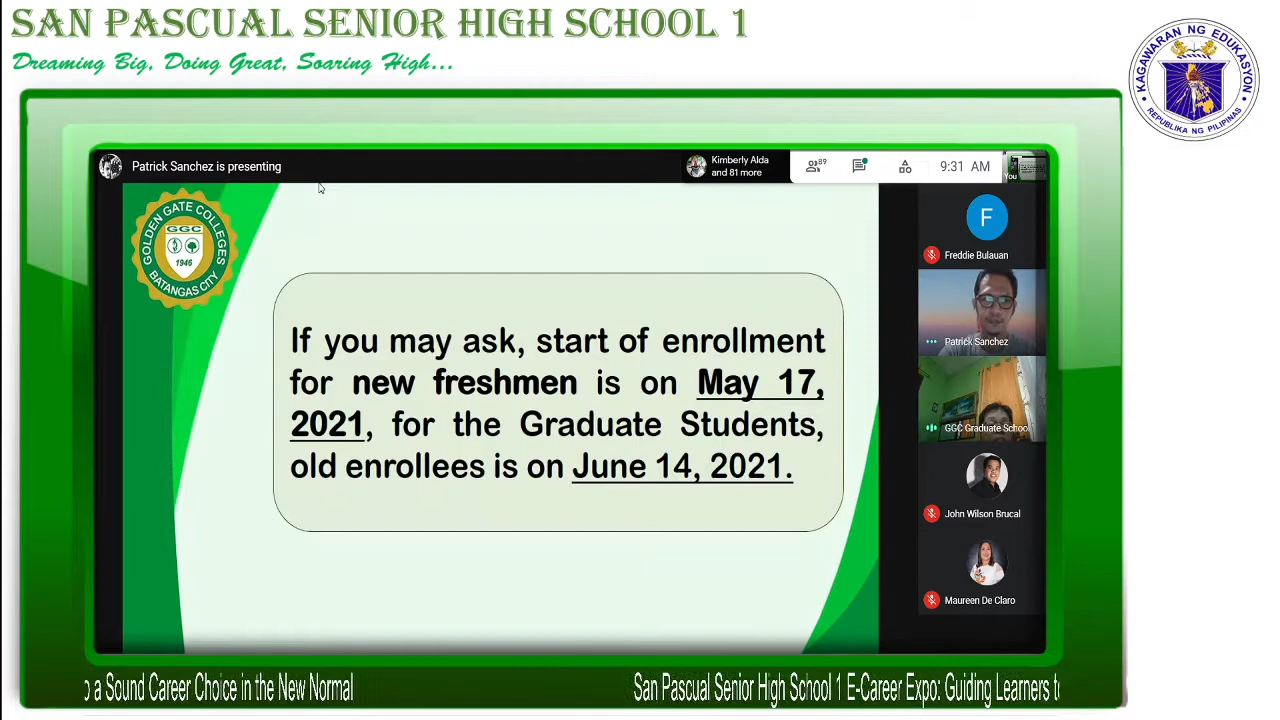 SAN PASCUAL SENIOR HIGH SCHOOL 1
Dreaming Big, Doing Great, Soaring High...
KAGAWARAN NG EDUKASYON
REPUBLIKA NG PILIPINAS
Patrick Sanchez is presenting
Kimberly Alda
and 81 more
89
9:31 AM
You
GOLDEN GATE COLLEGES
GGC
1946
BATANGAS CITY
If you may ask, start of enrollment
for new freshmen is on May 17,
2021, for the Graduate Students,
old enrollees is on June 14, 2021.
F
Freddie Bulauan
Patrick Sanchez
GGC Graduate School
John Wilson Brucal
Maureen De Claro
o a Sound Career Choice in the New Normal
San Pascual Senior High School 1 E-Career Expo: Guiding Learners to